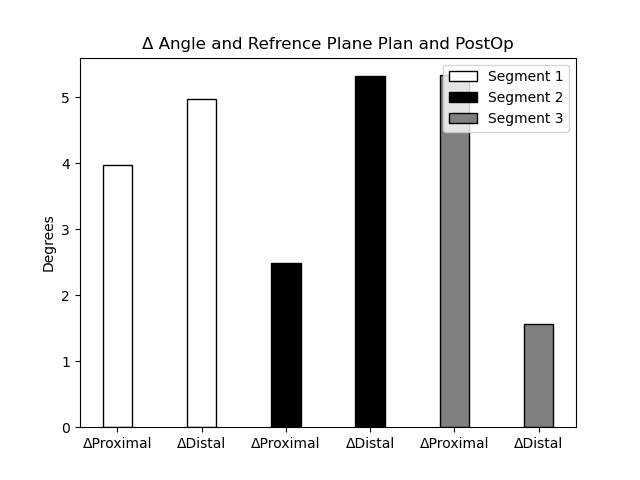 Δ Angle and Refrence Plane Plan and PostOp
Segment 1
Segment 2
Segment 3
Degrees
5
4
3
2
1
0
ΔProximal ΔDistal ΔProximal ΔDistal ΔProximal ΔDistal